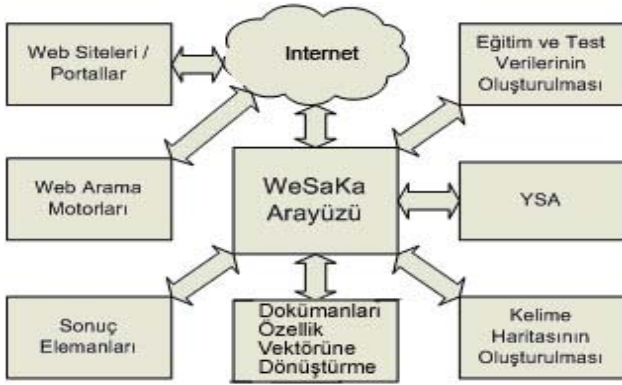 Web Siteleri /
Portallar
Internet
Eğitim ve Test
Verilerinin
Oluşturulması
Web Arama
Motorları
WeSaKa
Arayüzü
YSA
Sonuç
Elemanları
Dokümanları
Özellik
Vektörüne
Dönüştürme
Kelime
Haritasının
Oluşturulması